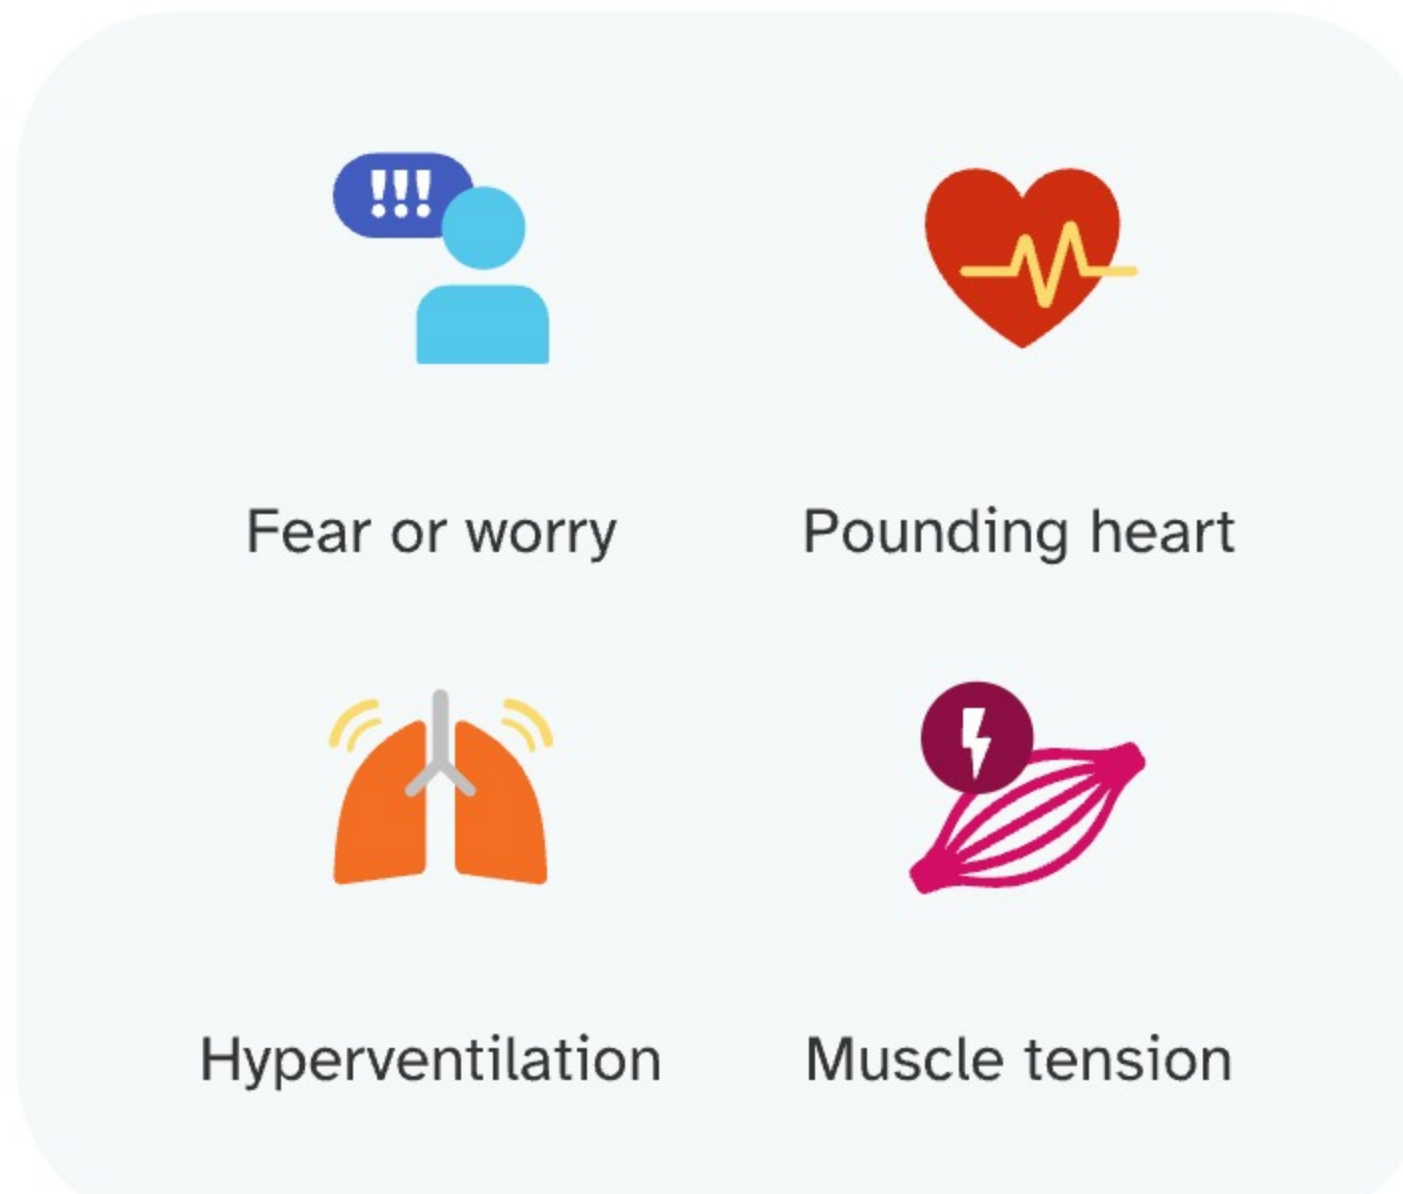 !!!
Fear or worry
Pounding heart
Hyperventilation
Muscle tension